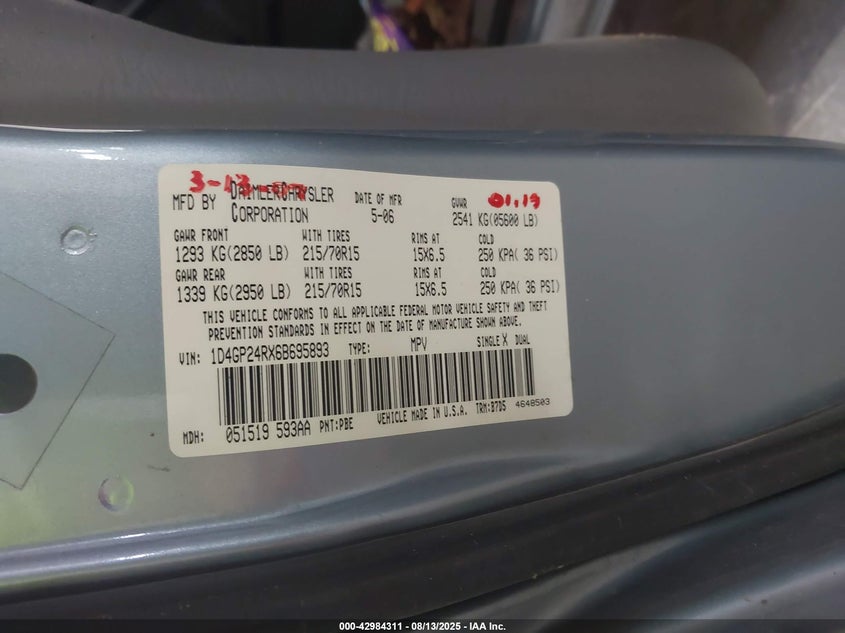 3-13-07
MFD BY DAIMLERCHRYSLER CORPORATION
DATE OF MFR
5-06
GVWR
01.19
2541 KG(05600 LB)
GAWR FRONT WITH TIRES RIMS AT COLD
1293 KG(2850 LB) 215/70R15 15X6.5 250 KPA( 36 PSI)
GAWR REAR WITH TIRES RIMS AT COLD
1339 KG(2950 LB) 215/70R15 15X6.5 250 KPA( 36 PSI)
THIS VEHICLE CONFORMS TO ALL APPLICABLE FEDERAL MOTOR VEHICLE SAFETY AND THEFT
PREVENTION STANDARDS IN EFFECT ON THE DATE OF MANUFACTURE SHOWN ABOVE.
VIN: 1D4GP24RX6B695893 TYPE: MPV SINGLE X DUAL
MDH: 051519 593AA PNT:PBE VEHICLE MADE IN U.S.A. TRM:B7D5 4648503
000-42984311 - 08/13/2025 - IAA Inc.